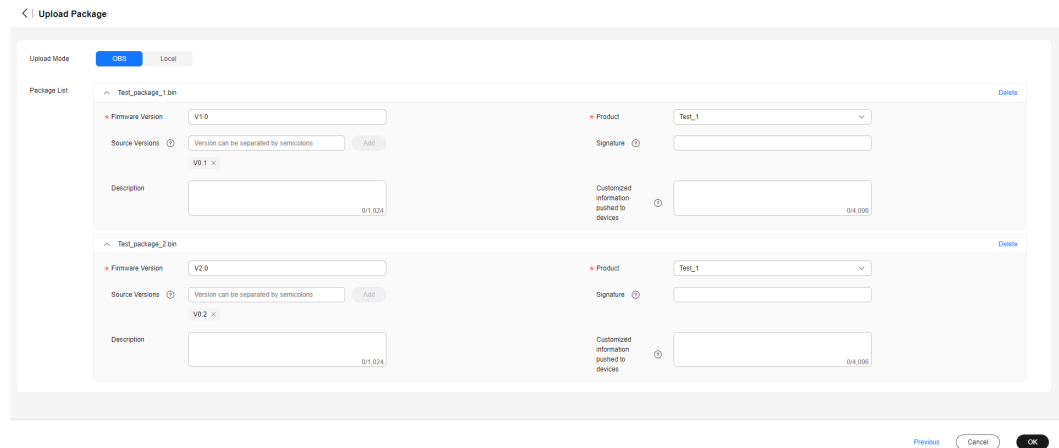 Upload Package
Upload Mode
OBS Local
Package List
Test_package_1.bin Delete
* Firmware Version V1.0 * Product Test_1
Source Versions ? Version can be separated by semicolons Add Signature ?
V0.1 ×
Description 0/1,024 Customized
information
pushed to ?
devices 0/4,096
Test_package_2.bin Delete
* Firmware Version V2.0 * Product Test_1
Source Versions ? Version can be separated by semicolons Add Signature ?
V0.2 ×
Description 0/1,024 Customized
information
pushed to ?
devices 0/4,096
Previous Cancel OK